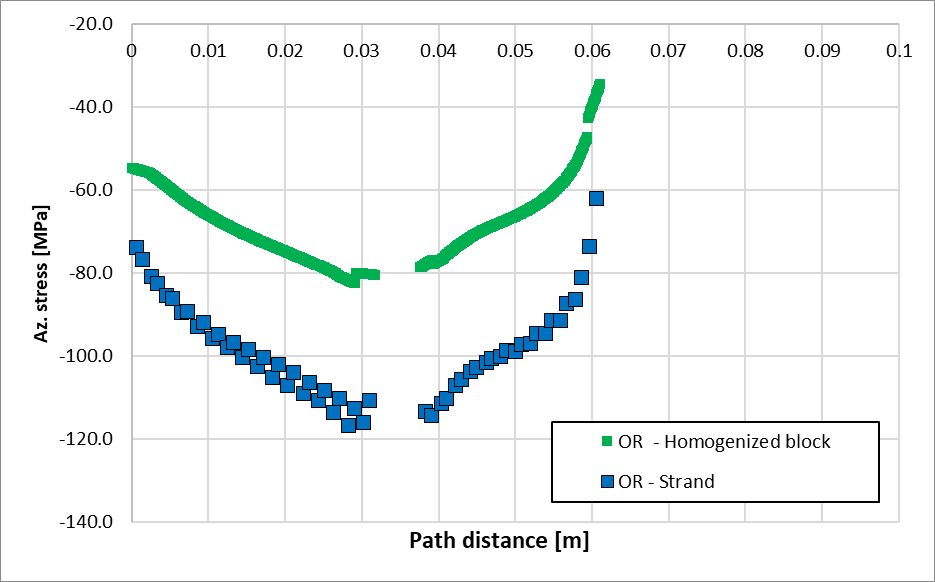 -20.0
0 0.01 0.02 0.03 0.04 0.05 0.06 0.07 0.08 0.09 0.1
-40.0
-60.0
-80.0
-100.0
-120.0
-140.0
Az. stress [MPa]
OR - Homogenized block
OR - Strand
Path distance [m]